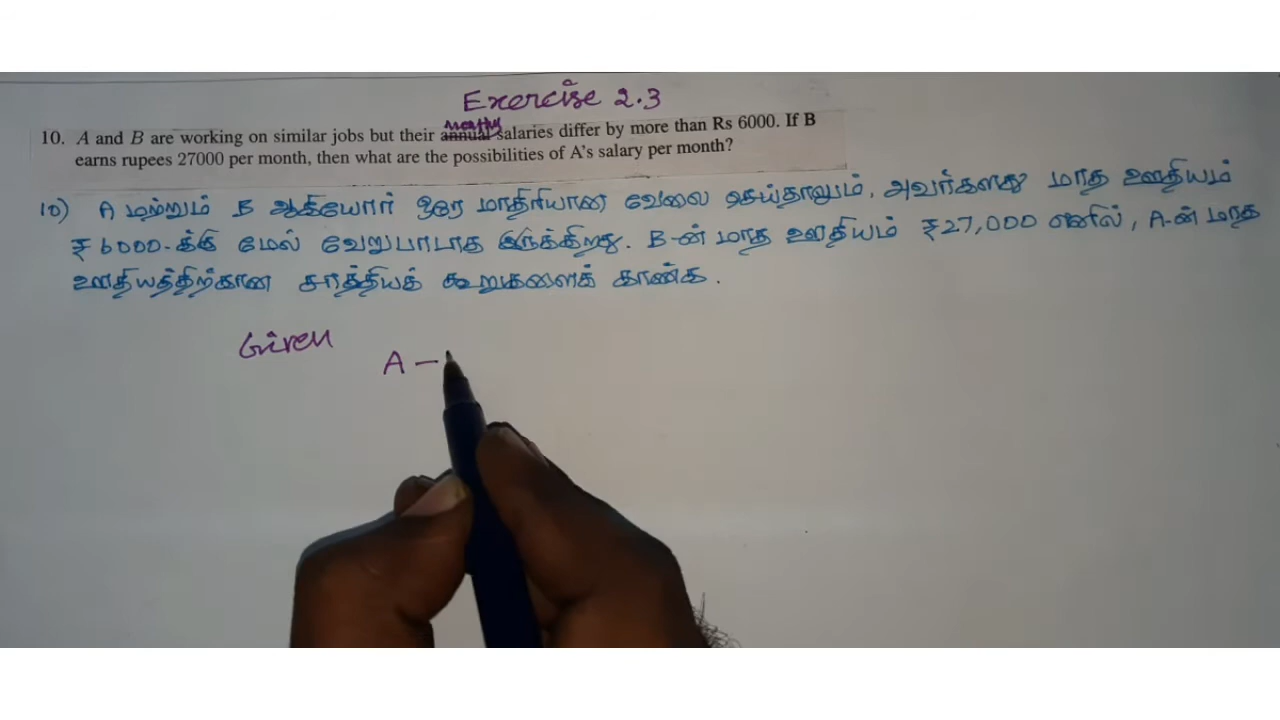 Exercise 2.3
10. A and B are working on similar jobs but their annual monthly salaries differ by more than Rs 6000. If B
earns rupees 27000 per month, then what are the possibilities of A's salary per month?
10) A மற்றும் B ஆகியோர் ஒரே மாதிரியான வேலை செய்தாலும், அவர்களது மாத ஊதியம்
₹6000-க்கு மேல் வேறுபாடாக இருக்கிறது. B-ன் மாத ஊதியம் ₹27,000 எனில், A-ன் மாத
ஊதியத்திற்கான சாத்தியக் கூறுகளைக் காண்க.
Given
A –